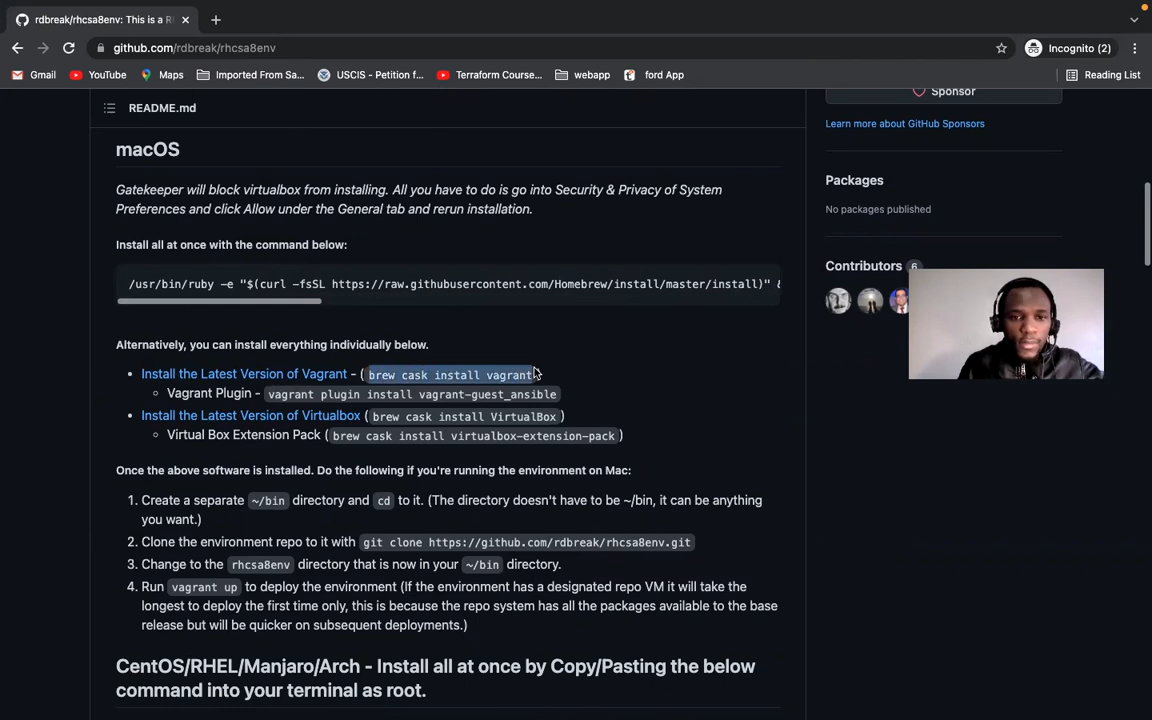 rdbreak/rhcsa8env: This is a R
github.com/rdbreak/rhcsa8env
Incognito (2)
Gmail
YouTube
Maps
Imported From Sa...
USCIS - Petition f...
Terraform Course...
webapp
ford App
Reading List
README.md
macOS
Gatekeeper will block virtualbox from installing. All you have to do is go into Security & Privacy of System
Preferences and click Allow under the General tab and rerun installation.
Install all at once with the command below:
/usr/bin/ruby -e "$(curl -fsSL https://raw.githubusercontent.com/Homebrew/install/master/install)" &
Alternatively, you can install everything individually below.
• Install the Latest Version of Vagrant - ( brew cask install vagrant
Vagrant Plugin - vagrant plugin install vagrant-guest_ansible
• Install the Latest Version of Virtualbox ( brew cask install VirtualBox )
Virtual Box Extension Pack ( brew cask install virtualbox-extension-pack )
Once the above software is installed. Do the following if you're running the environment on Mac:
1. Create a separate ~/bin directory and cd to it. (The directory doesn't have to be ~/bin, it can be anything
you want.)
2. Clone the environment repo to it with git clone https://github.com/rdbreak/rhcsa8env.git
3. Change to the rhcsa8env directory that is now in your ~/bin directory.
4. Run vagrant up to deploy the environment (If the environment has a designated repo VM it will take the
longest to deploy the first time only, this is because the repo system has all the packages available to the base
release but will be quicker on subsequent deployments.)
CentOS/RHEL/Manjaro/Arch - Install all at once by Copy/Pasting the below
command into your terminal as root.
Sponsor
Learn more about GitHub Sponsors
Packages
No packages published
Contributors 6